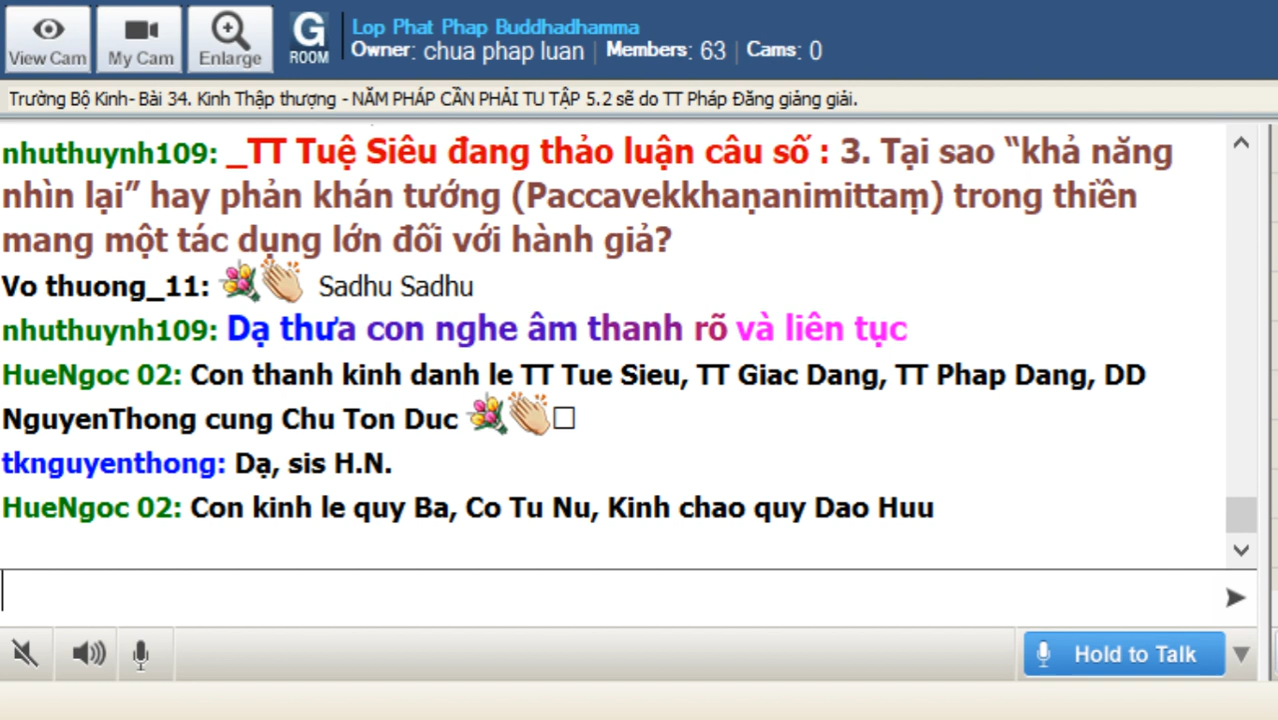 View Cam
My Cam
Enlarge
G
ROOM
Lop Phat Phap Buddhadhamma
Owner: chua phap luan | Members: 63 | Cams: 0
Trường Bộ Kinh- Bài 34. Kinh Thập thượng - NĂM PHÁP CẦN PHẢI TU TẬP 5.2 sẽ do TT Pháp Đăng giảng giải.
nhuthuynh109: _TT Tuệ Siêu đang thảo luận câu số : 3. Tại sao “khả năng
nhìn lại” hay phản khán tướng (Paccavekkhaṇanimittaṃ) trong thiền
mang một tác dụng lớn đối với hành giả?
Vo thuong_11: Sadhu Sadhu
nhuthuynh109: Dạ thưa con nghe âm thanh rõ và liên tục
HueNgoc 02: Con thanh kinh danh le TT Tue Sieu, TT Giac Dang, TT Phap Dang, DD
NguyenThong cung Chu Ton Duc
tknguyenthong: Dạ, sis H.N.
HueNgoc 02: Con kinh le quy Ba, Co Tu Nu, Kinh chao quy Dao Huu
Hold to Talk